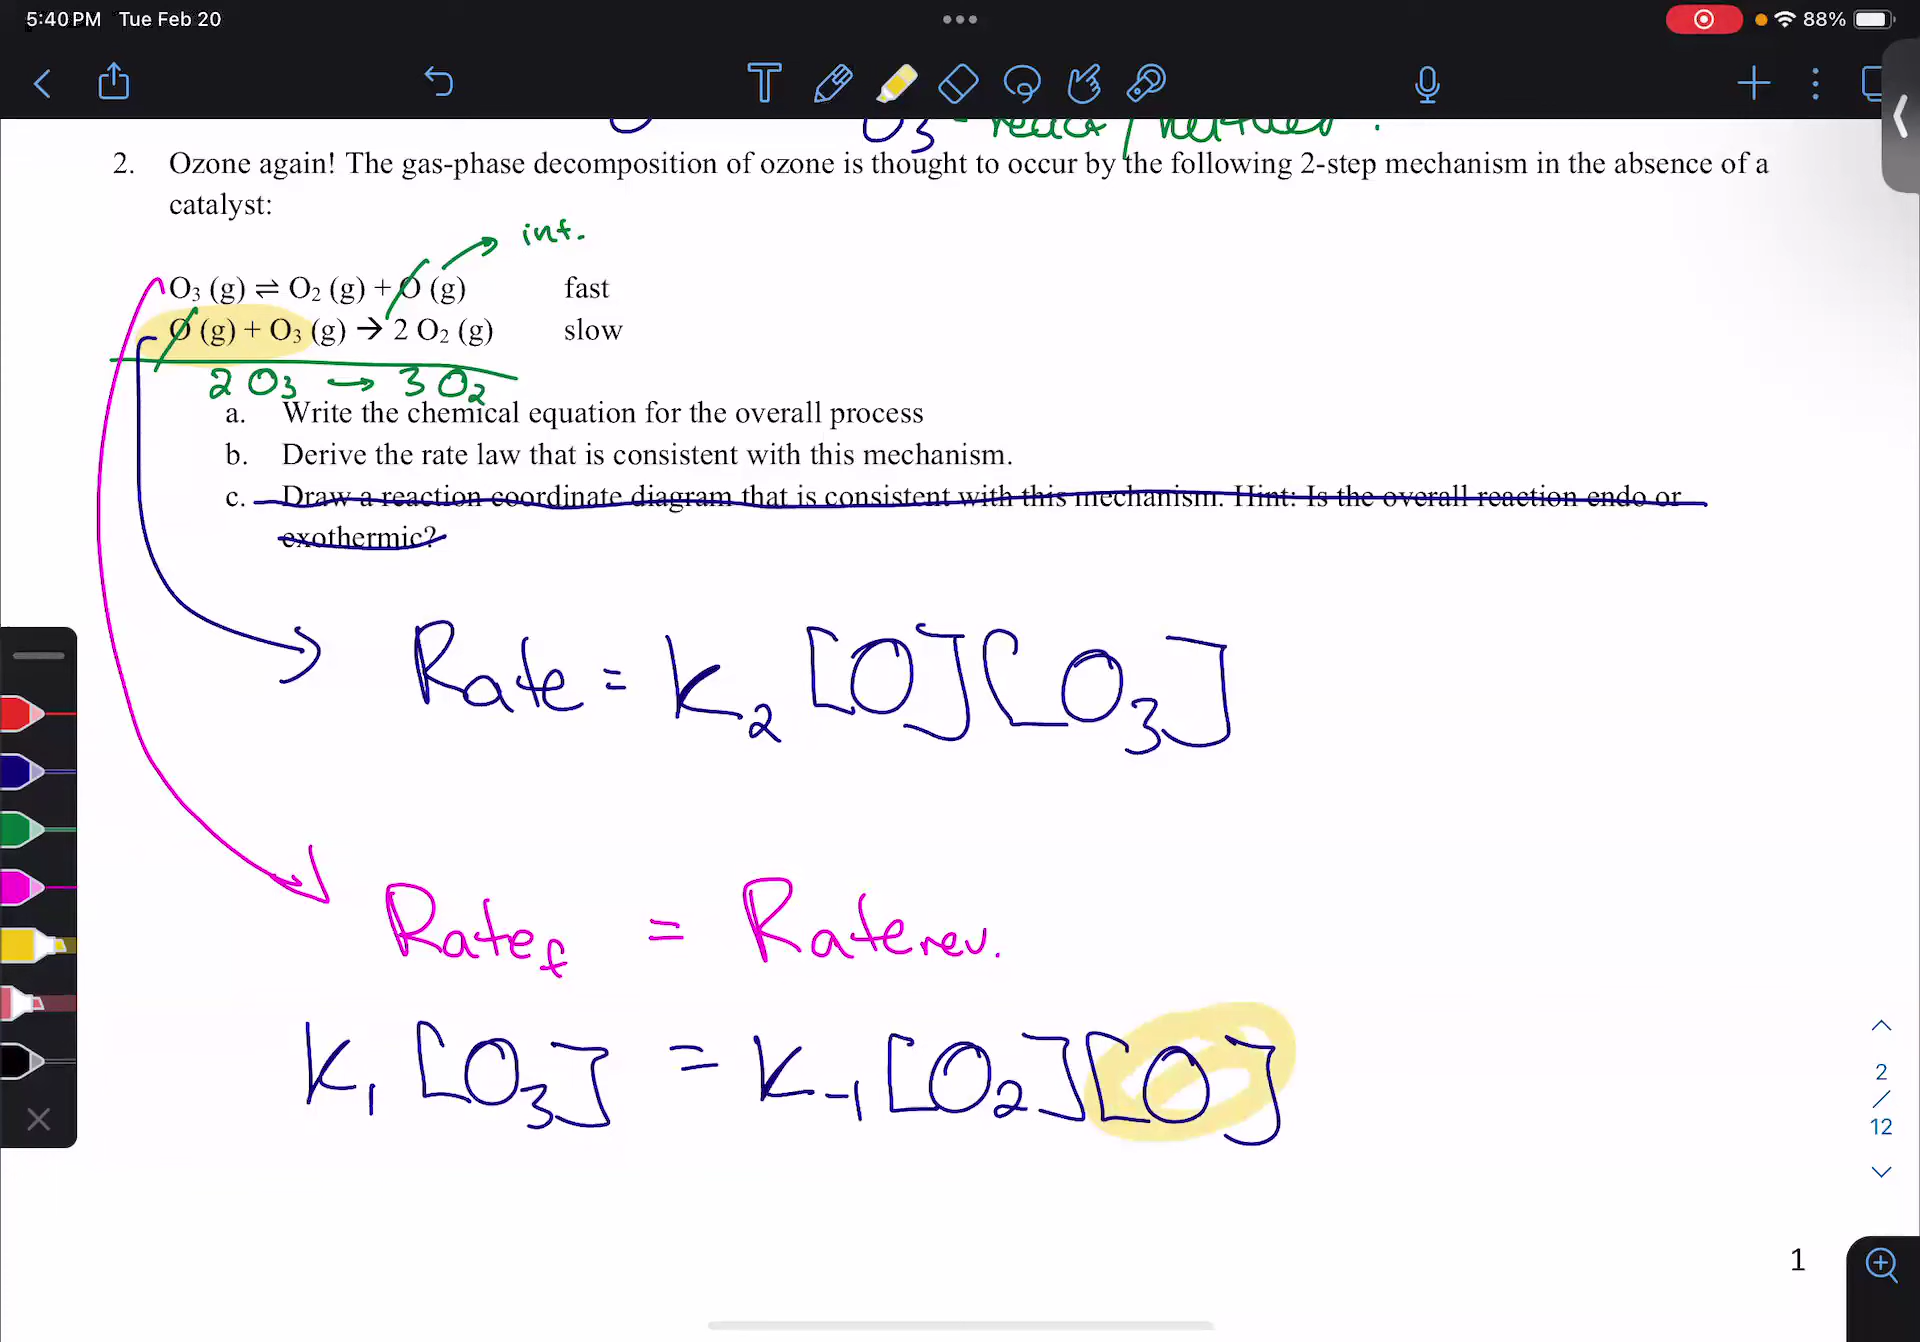 5:40 PM Tue Feb 20
88%
O3 - react /
2. Ozone again! The gas-phase decomposition of ozone is thought to occur by the following 2-step mechanism in the absence of a
catalyst:
int.
O₃ (g) ⇌ O₂ (g) + O (g) fast
O (g) + O₃ (g) → 2 O₂ (g) slow
2 O₃ → 3 O₂
a. Write the chemical equation for the overall process
b. Derive the rate law that is consistent with this mechanism.
c. Draw a reaction coordinate diagram that is consistent with this mechanism. Hint: Is the overall reaction endo or
exothermic?
Rate = k₂ [O][O₃]
Rate_f = Rate_rev.
k₁ [O₃] = k₋₁ [O₂][O]
2
/
12
1